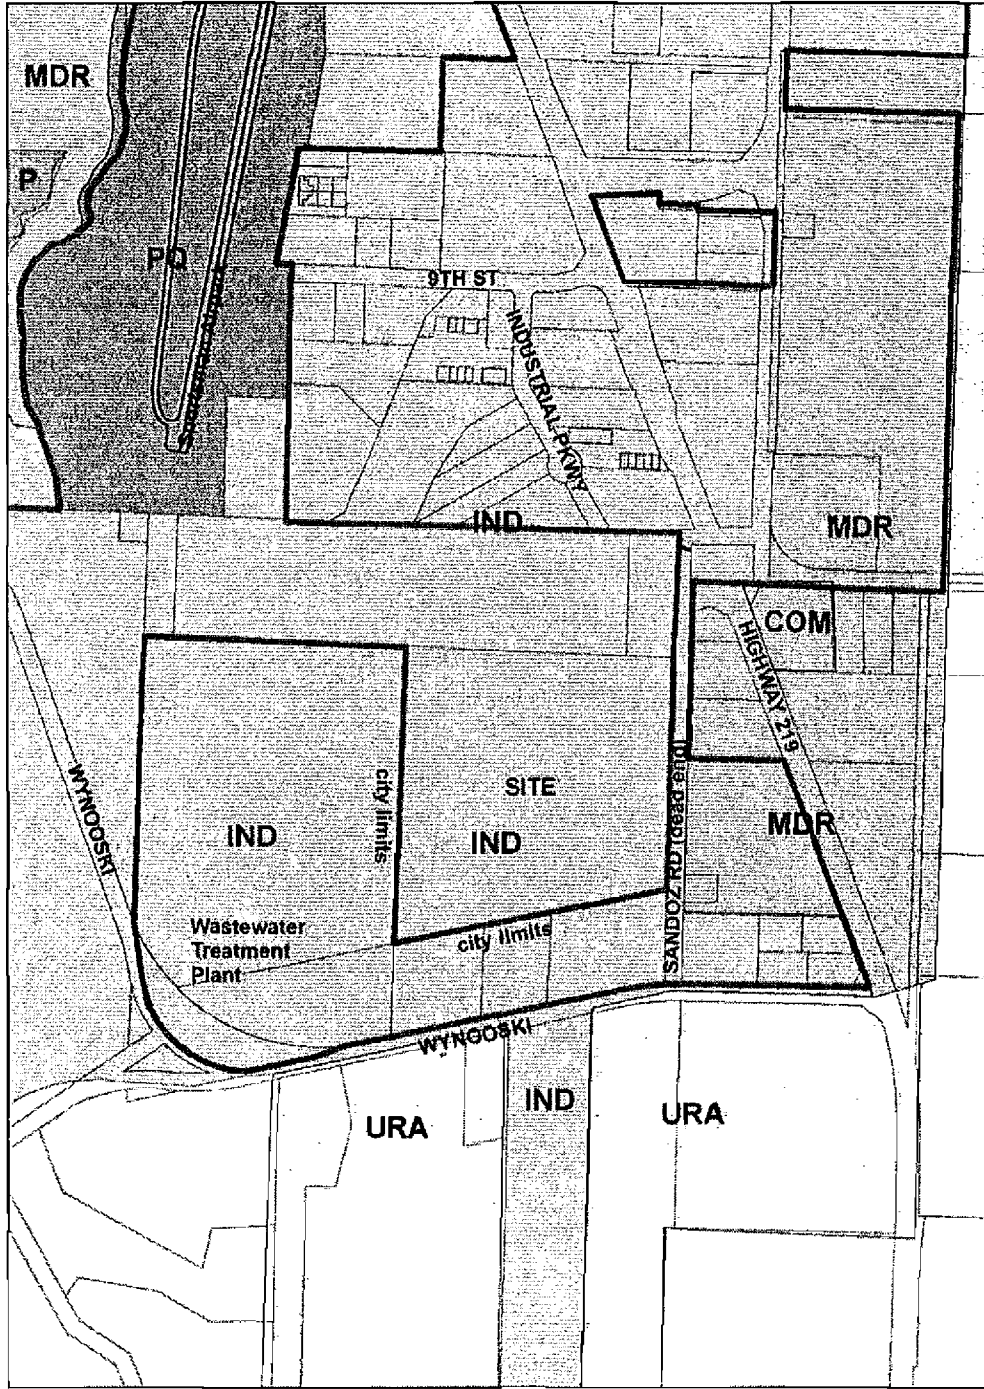 MDR
P
PQ
9TH ST
INDUSTRIAL PKWY
IND
MDR
COM
HIGHWAY 219
WYNOOSKI
city limits
SITE
IND
IND
SANDOZ RD (dead end)
MDR
Wastewater
Treatment
Plant
city limits
WYNOOSKI
IND
URA
URA